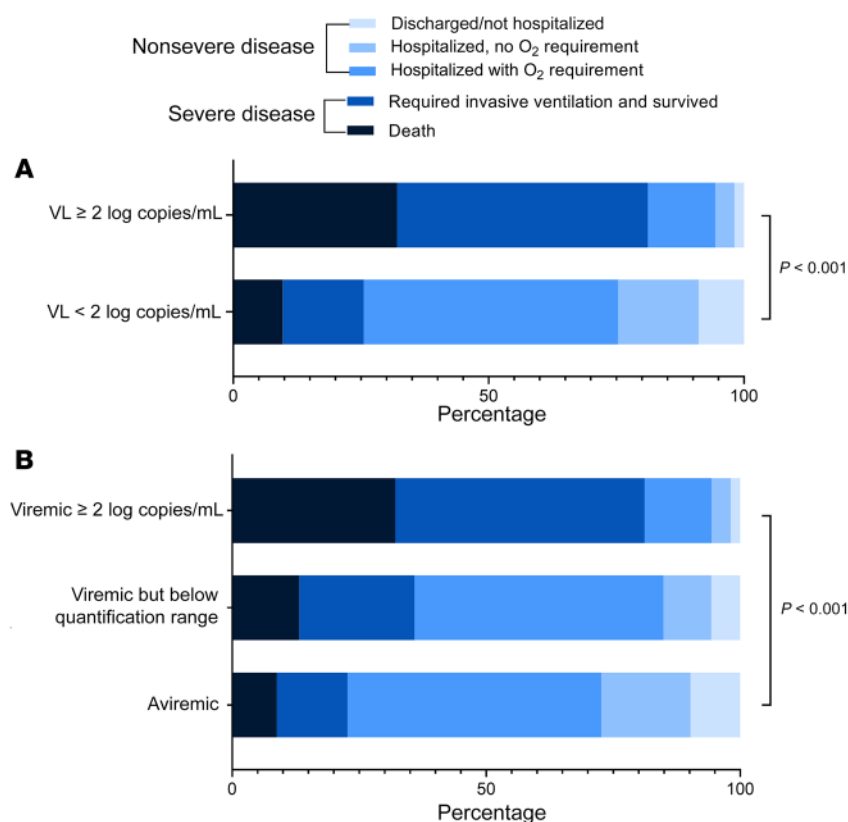 Nonsevere disease
Discharged/not hospitalized
Hospitalized, no O₂ requirement
Hospitalized with O₂ requirement
Severe disease
Required invasive ventilation and survived
Death
A
VL ≥ 2 log copies/mL
VL < 2 log copies/mL
P < 0.001
0 50 100
Percentage
B
Viremic ≥ 2 log copies/mL
Viremic but below
quantification range
Aviremic
P < 0.001
0 50 100
Percentage